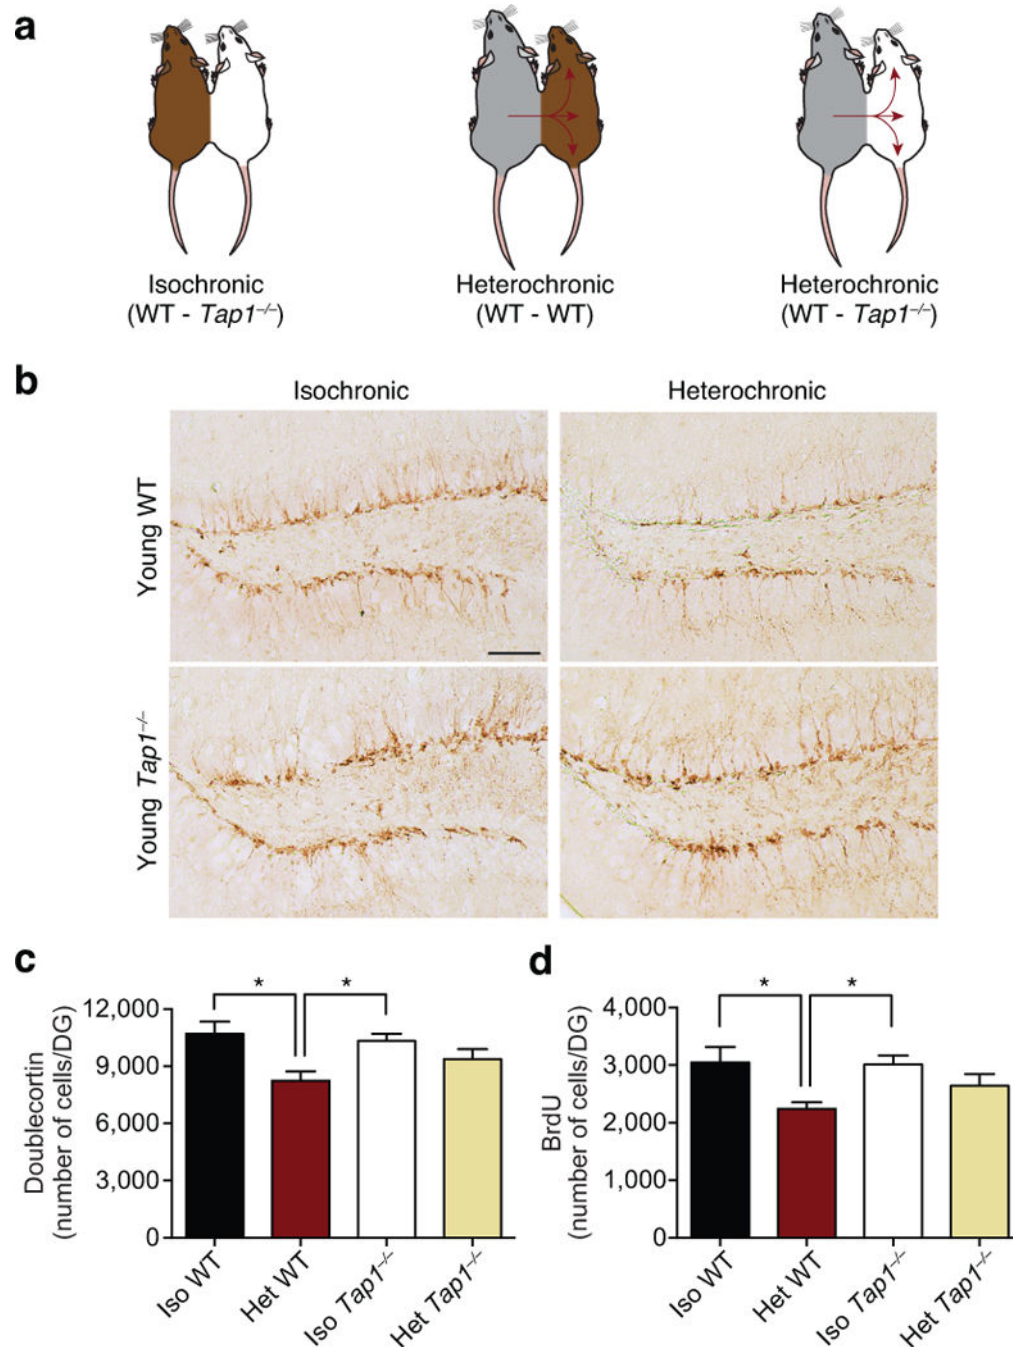 a
Isochronic
(WT - Tap1–/–)
Heterochronic
(WT - WT)
Heterochronic
(WT - Tap1–/–)
b
Isochronic
Heterochronic
Young WT
Young Tap1–/–
c
Doublecortin
(number of cells/DG)
12,000
9,000
6,000
3,000
0
*
*
Iso WT
Het WT
Iso Tap1–/–
Het Tap1–/–
d
BrdU
(number of cells/DG)
4,000
3,000
2,000
1,000
0
*
*
Iso WT
Het WT
Iso Tap1–/–
Het Tap1–/–